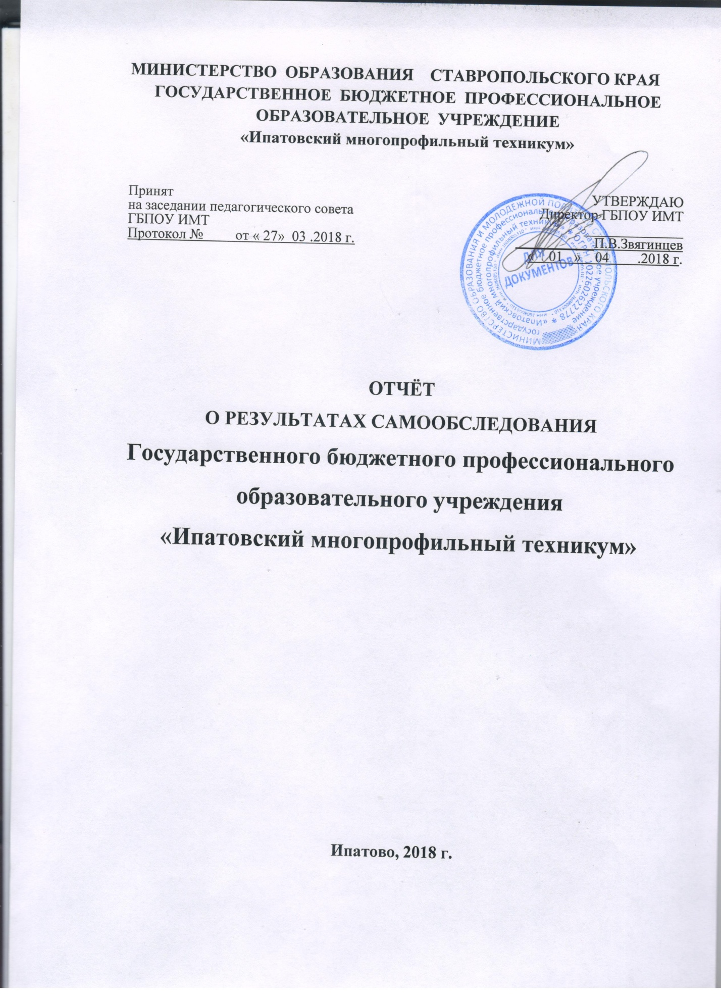 МИНИСТЕРСТВО ОБРАЗОВАНИЯ СТАВРОПОЛЬСКОГО КРАЯ
ГОСУДАРСТВЕННОЕ БЮДЖЕТНОЕ ПРОФЕССИОНАЛЬНОЕ
ОБРАЗОВАТЕЛЬНОЕ УЧРЕЖДЕНИЕ
«Ипатовский многопрофильный техникум»
Принят
на заседании педагогического совета
ГБПОУ ИМТ
Протокол № от « 27» 03 .2018 г.
УТВЕРЖДАЮ
Директор ГБПОУ ИМТ
П.В.Звягинцев
« 01 » 04 .2018 г.
МИНИСТЕРСТВО ОБРАЗОВАНИЯ И МОЛОДЕЖНОЙ СТАВРОПОЛЬСКОГО КРАЯ
государственное бюджетное профессиональное образовательное учреждение
«Ипатовский многопрофильный техникум» * ОГРН 1022602622778 *
ИНН 2608005310
ДЛЯ
ДОКУМЕНТОВ
ОТЧЁТ
О РЕЗУЛЬТАТАХ САМООБСЛЕДОВАНИЯ
Государственного бюджетного профессионального
образовательного учреждения
«Ипатовский многопрофильный техникум»
Ипатово, 2018 г.